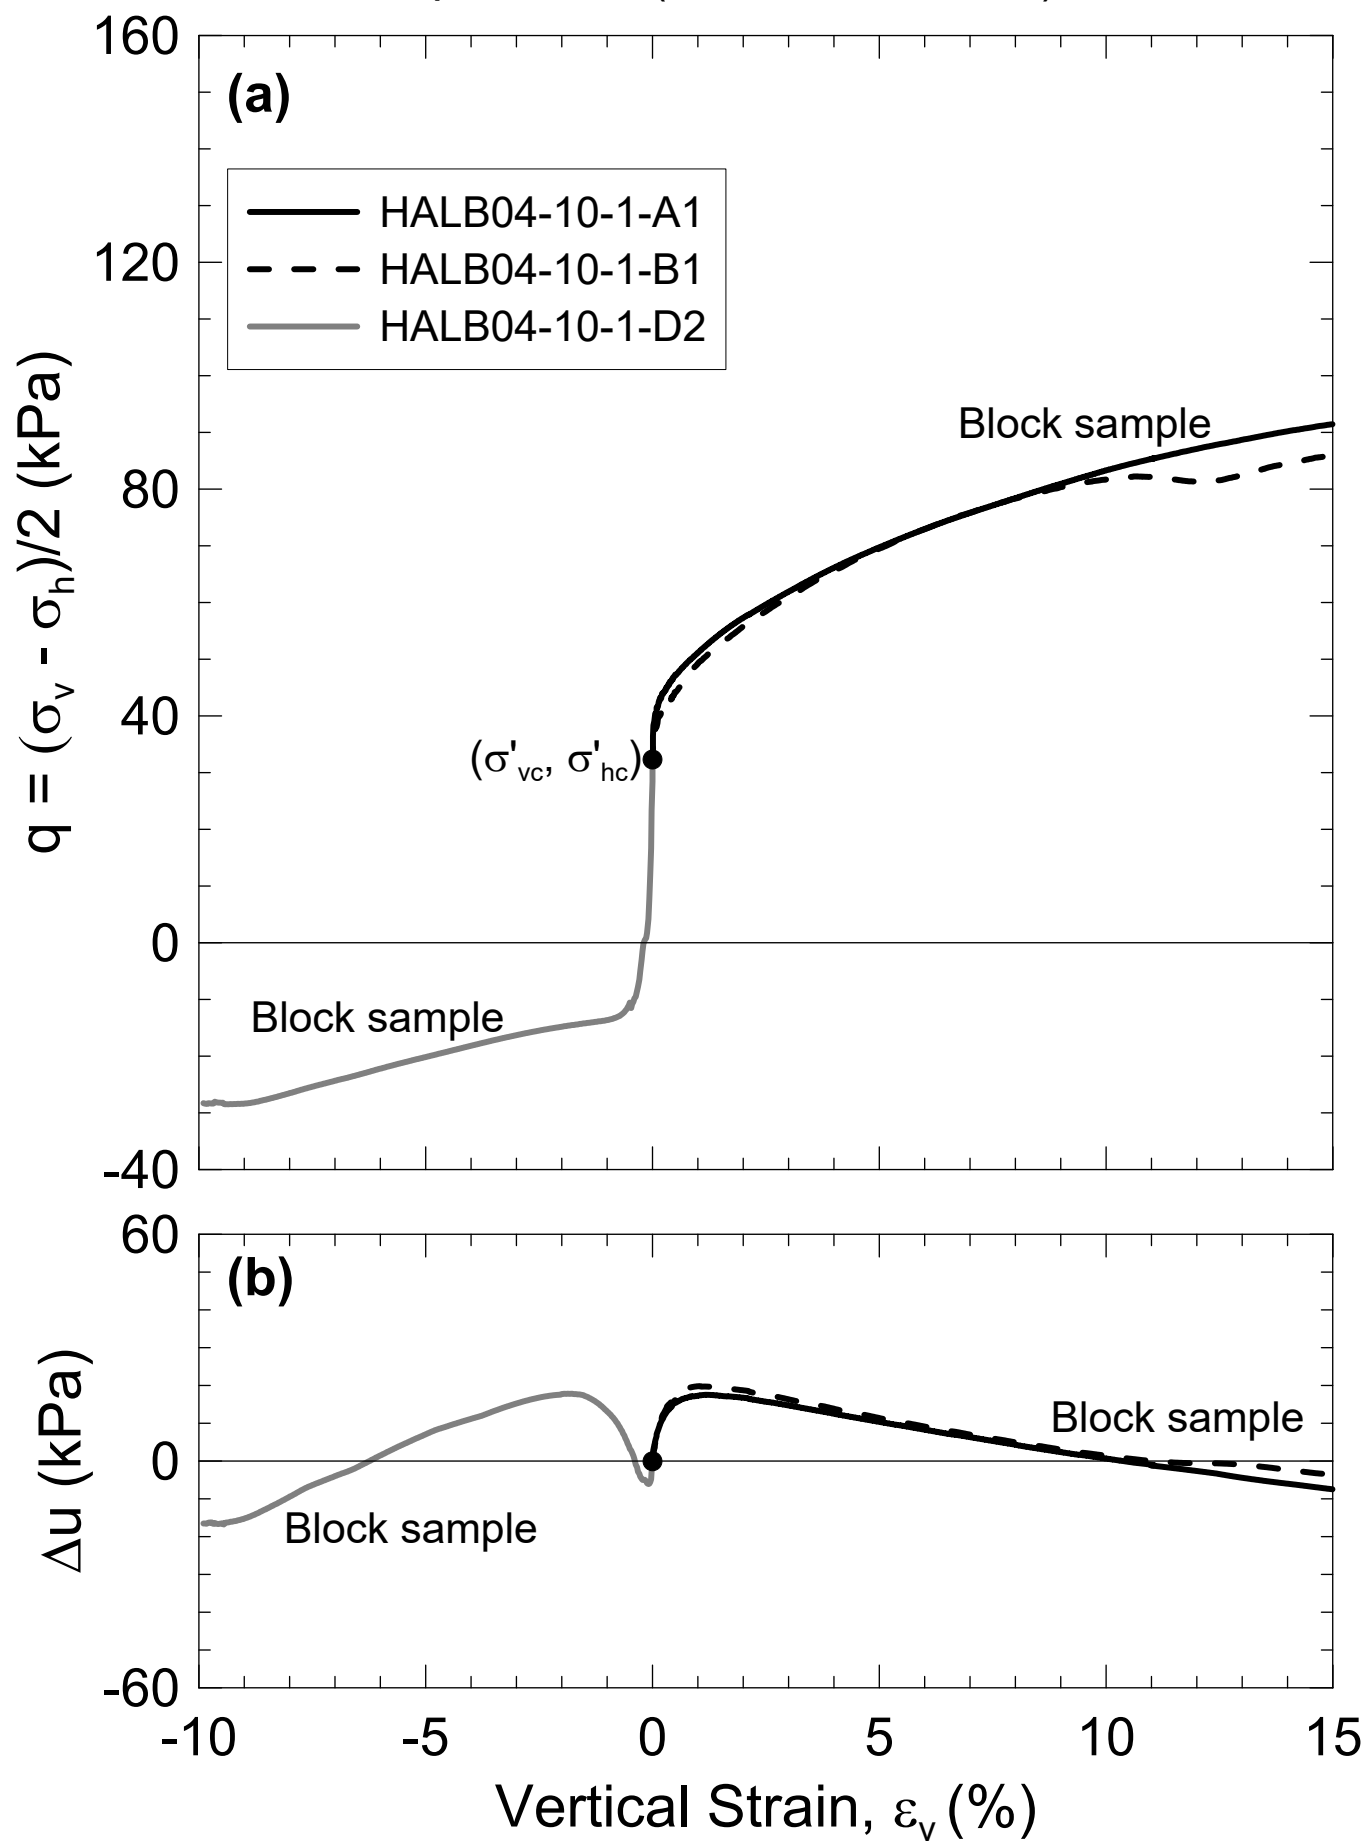 160
(a)
HALB04-10-1-A1
HALB04-10-1-B1
HALB04-10-1-D2
120
Block sample
80
q = (σv - σh)/2 (kPa)
40
(σ'vc, σ'hc)
0
Block sample
-40
60
(b)
Block sample
Δu (kPa)
0
Block sample
-60
-10 -5 0 5 10 15
Vertical Strain, εv (%)